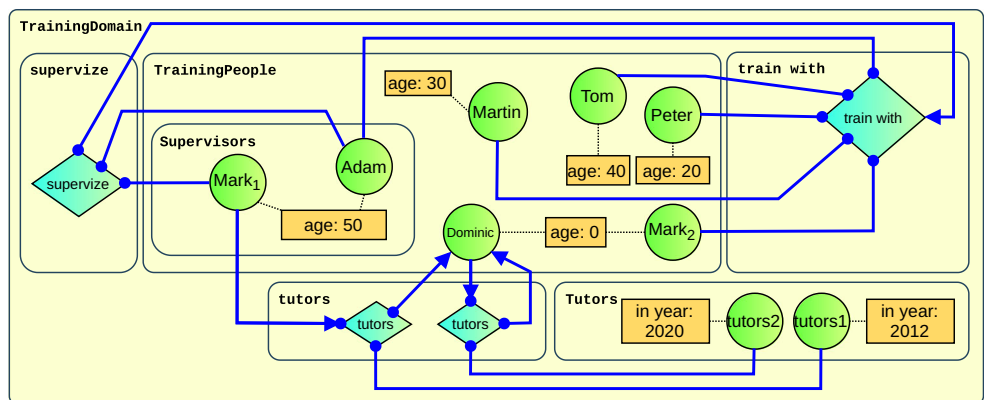 TrainingDomain
supervize
TrainingPeople
train with
age: 30
Martin
Tom
Peter
train with
Supervisors
Adam
Mark1
supervize
age: 40
age: 20
age: 50
Dominic
age: 0
Mark2
tutors
Tutors
tutors
tutors
in year:
2020
tutors2
tutors1
in year:
2012